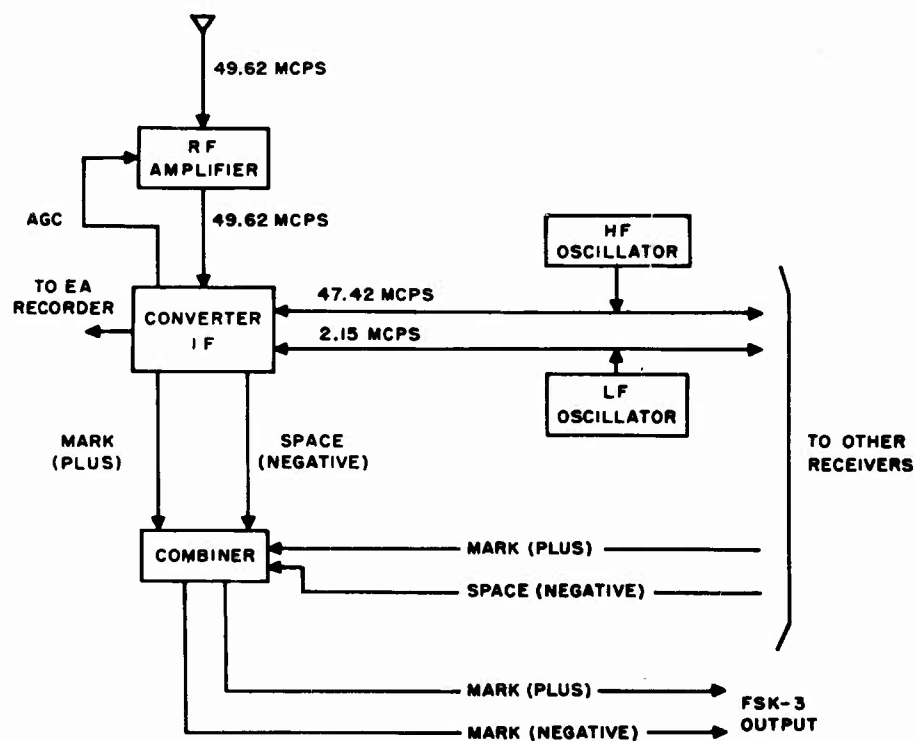 49.62 MCPS
RF
AMPLIFIER
AGC
49.62 MCPS
HF
OSCILLATOR
TO EA
RECORDER
CONVERTER
IF
47.42 MCPS
2.15 MCPS
LF
OSCILLATOR
MARK
(PLUS)
SPACE
(NEGATIVE)
TO OTHER
RECEIVERS
COMBINER
MARK (PLUS)
SPACE (NEGATIVE)
MARK (PLUS)
MARK (NEGATIVE)
FSK-3
OUTPUT